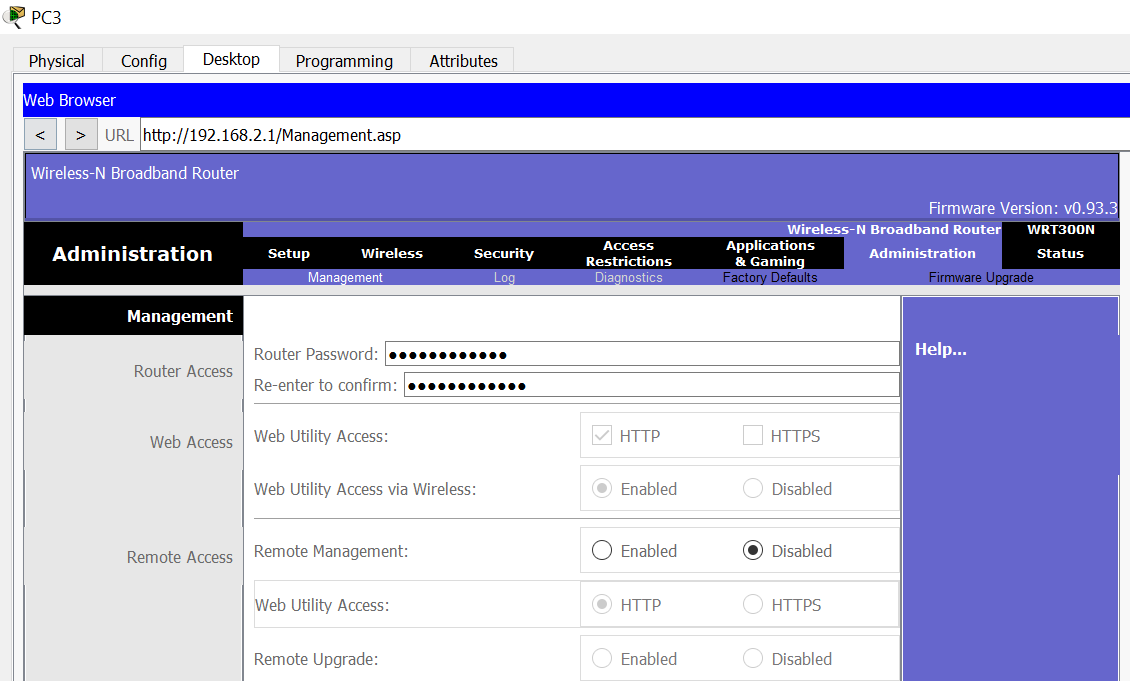 PC3
Physical Config Desktop Programming Attributes
Web Browser
< > URL http://192.168.2.1/Management.asp
Wireless-N Broadband Router
Firmware Version: v0.93.3
Wireless-N Broadband Router WRT300N
Administration Setup Wireless Security Access Restrictions Applications & Gaming Administration Status
Management Log Diagnostics Factory Defaults Firmware Upgrade
Management
Help...
Router Access
Router Password: ●●●●●●●●●●●●
Re-enter to confirm: ●●●●●●●●●●●●
Web Access
Web Utility Access: HTTP HTTPS
Web Utility Access via Wireless: Enabled Disabled
Remote Access
Remote Management: Enabled Disabled
Web Utility Access: HTTP HTTPS
Remote Upgrade: Enabled Disabled